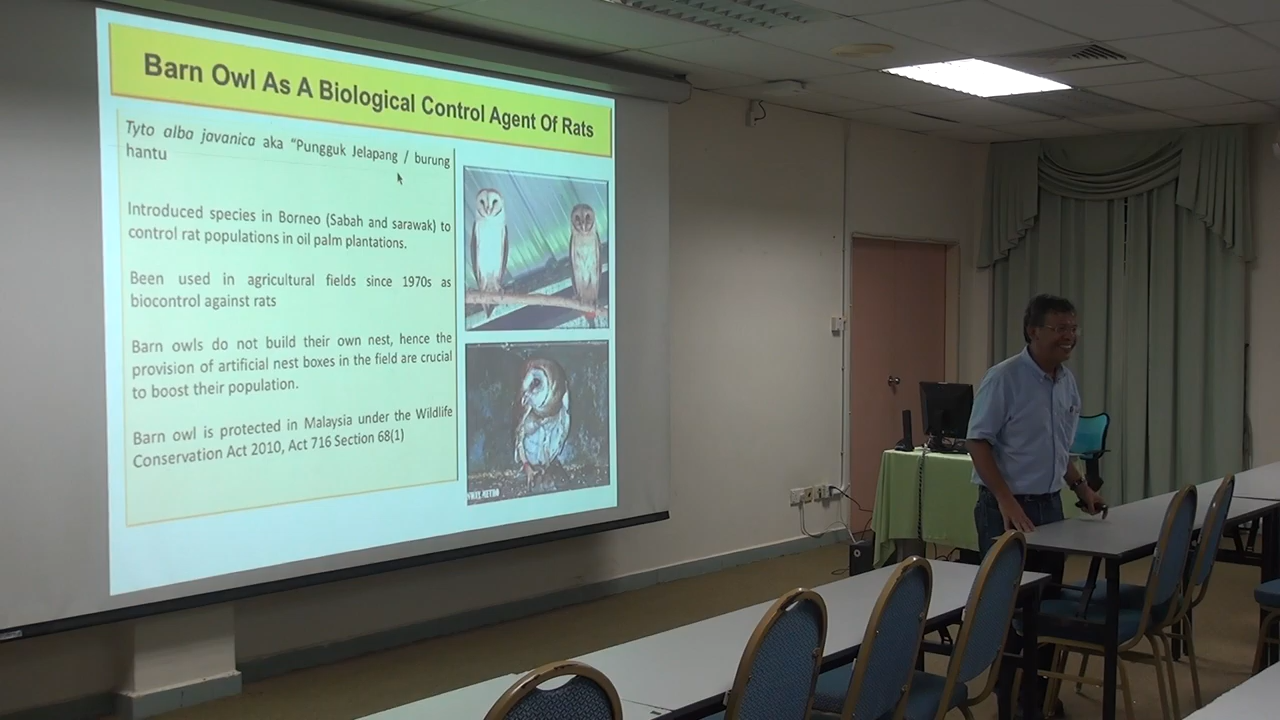 Barn Owl As A Biological Control Agent Of Rats
Tyto alba javanica aka “Pungguk Jelapang / burung
hantu
Introduced species in Borneo (Sabah and sarawak) to
control rat populations in oil palm plantations.
Been used in agricultural fields since 1970s as
biocontrol against rats
Barn owls do not build their own nest, hence the
provision of artificial nest boxes in the field are crucial
to boost their population.
Barn owl is protected in Malaysia under the Wildlife
Conservation Act 2010, Act 716 Section 68(1)
METRO